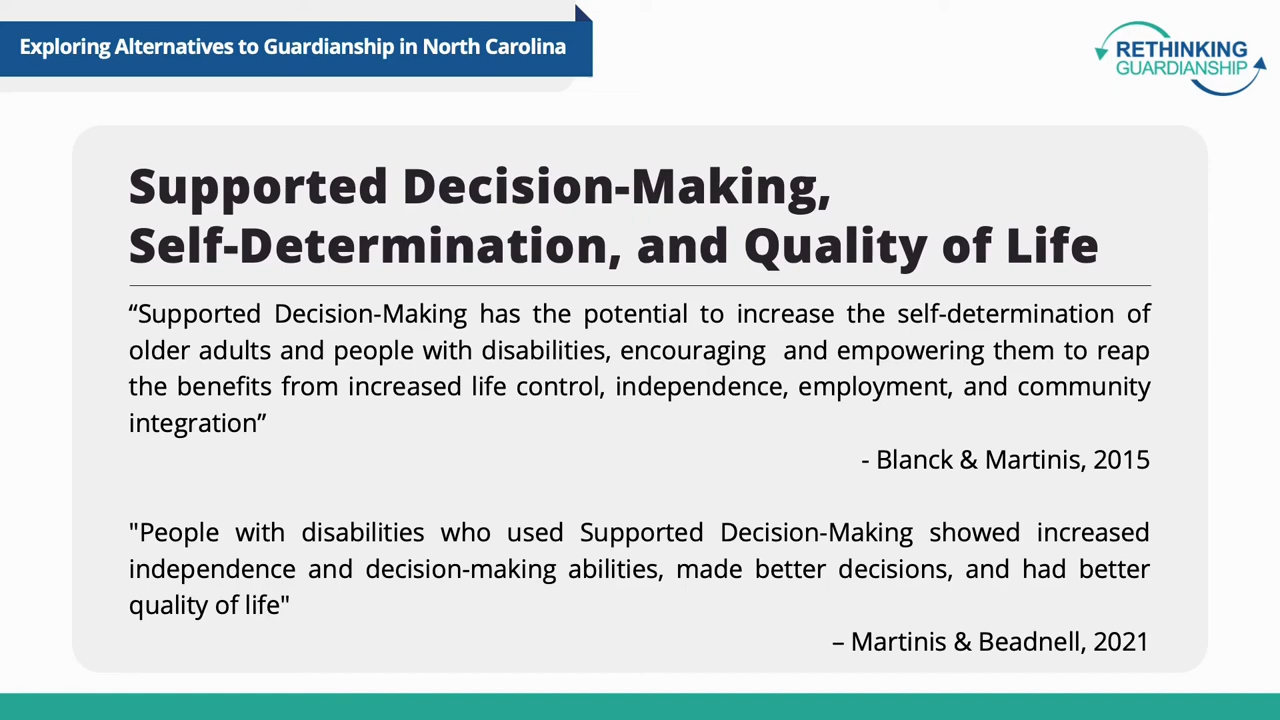 Exploring Alternatives to Guardianship in North Carolina
RETHINKING
GUARDIANSHIP
Supported Decision-Making,
Self-Determination, and Quality of Life
“Supported Decision-Making has the potential to increase the self-determination of
older adults and people with disabilities, encouraging  and empowering them to reap
the benefits from increased life control, independence, employment, and community
integration”
- Blanck & Martinis, 2015
"People with disabilities who used Supported Decision-Making showed increased
independence and decision-making abilities, made better decisions, and had better
quality of life"
– Martinis & Beadnell, 2021